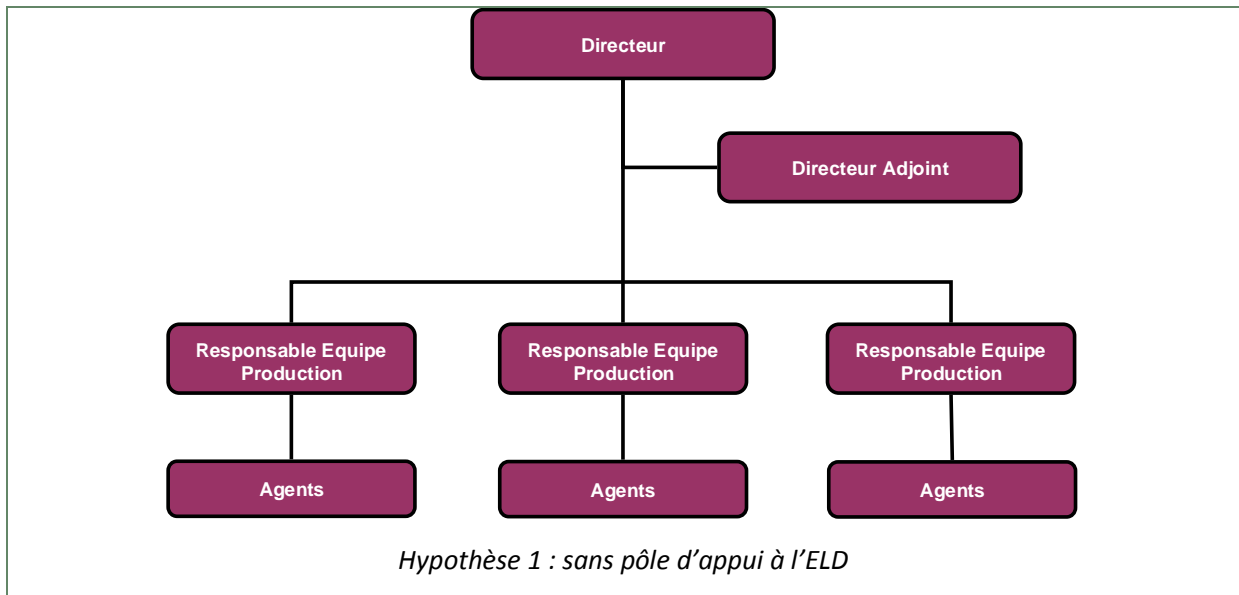 Directeur
Directeur Adjoint
Responsable Equipe
Production
Responsable Equipe
Production
Responsable Equipe
Production
Agents
Agents
Agents
Hypothèse 1 : sans pôle d’appui à l’ELD